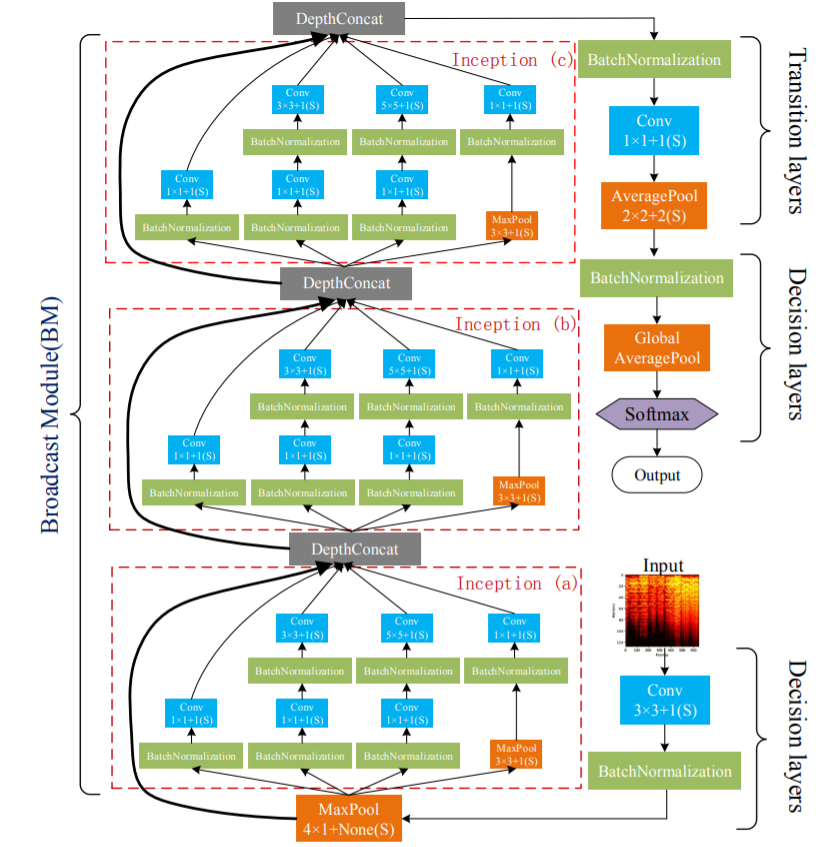 DepthConcat
Inception (c)
Conv
3×3+1(S)
Conv
5×5+1(S)
Conv
1×1+1(S)
BatchNormalization
BatchNormalization
BatchNormalization
Conv
1×1+1(S)
Conv
1×1+1(S)
Conv
1×1+1(S)
BatchNormalization
BatchNormalization
BatchNormalization
MaxPool
3×3+1(S)
DepthConcat
Inception (b)
Conv
3×3+1(S)
Conv
5×5+1(S)
Conv
1×1+1(S)
BatchNormalization
BatchNormalization
BatchNormalization
Conv
1×1+1(S)
Conv
1×1+1(S)
Conv
1×1+1(S)
BatchNormalization
BatchNormalization
BatchNormalization
MaxPool
3×3+1(S)
DepthConcat
Inception (a)
Conv
3×3+1(S)
Conv
5×5+1(S)
Conv
1×1+1(S)
BatchNormalization
BatchNormalization
BatchNormalization
Conv
1×1+1(S)
Conv
1×1+1(S)
Conv
1×1+1(S)
BatchNormalization
BatchNormalization
BatchNormalization
MaxPool
3×3+1(S)
MaxPool
4×1+None(S)
Broadcast Module(BM)
BatchNormalization
Conv
1×1+1(S)
AveragePool
2×2+2(S)
Transition layers
BatchNormalization
Global
AveragePool
Softmax
Output
Decision layers
Input
Conv
3×3+1(S)
BatchNormalization
Decision layers